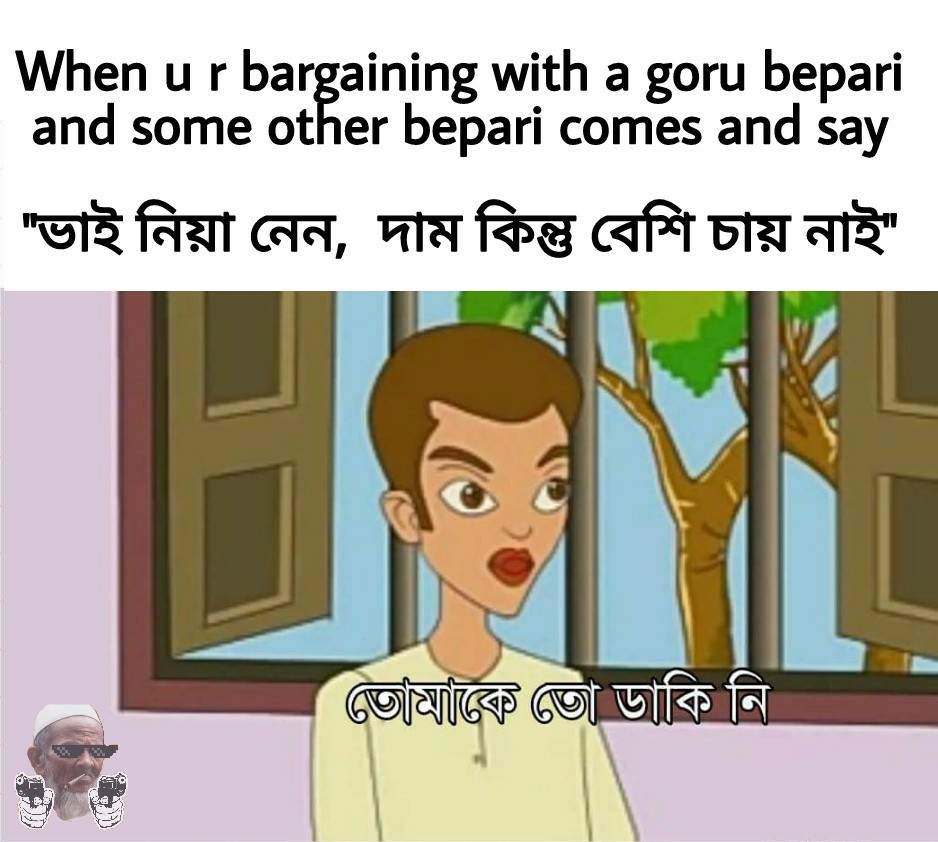 When u r bargaining with a goru bepari
and some other bepari comes and say
"ভাই নিয়া নেন, দাম কিন্তু বেশি চায় নাই"
তোমাকে তো ডাকি নি